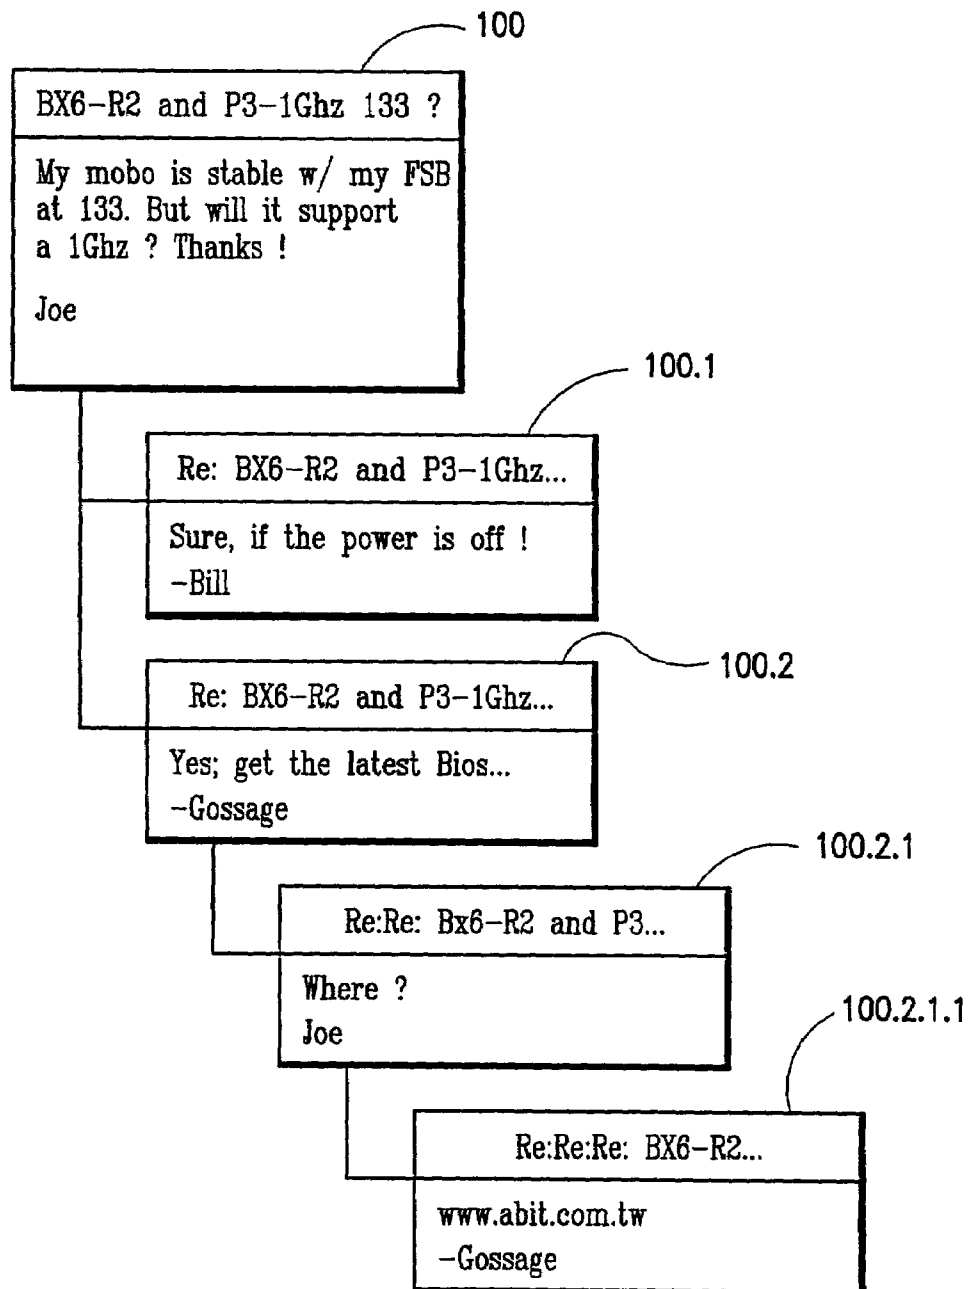 100
BX6-R2 and P3-1Ghz 133 ?
My mobo is stable w/ my FSB
at 133. But will it support
a 1Ghz ? Thanks !
Joe
100.1
Re: BX6-R2 and P3-1Ghz...
Sure, if the power is off !
-Bill
100.2
Re: BX6-R2 and P3-1Ghz...
Yes; get the latest Bios...
-Gossage
100.2.1
Re:Re: Bx6-R2 and P3...
Where ?
Joe
100.2.1.1
Re:Re:Re: BX6-R2...
www.abit.com.tw
-Gossage